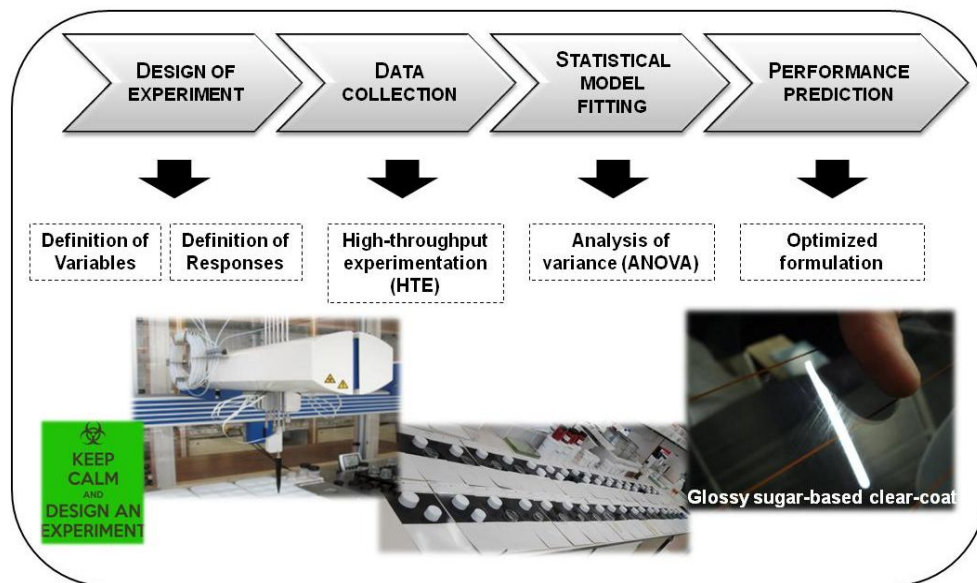 DESIGN OF
EXPERIMENT
DATA
COLLECTION
STATISTICAL
MODEL
FITTING
PERFORMANCE
PREDICTION
Definition of
Variables
Definition of
Responses
High-throughput
experimentation
(HTE)
Analysis of
variance (ANOVA)
Optimized
formulation
KEEP
CALM
AND
DESIGN AN
EXPERIMENT
Glossy sugar-based clear-coat